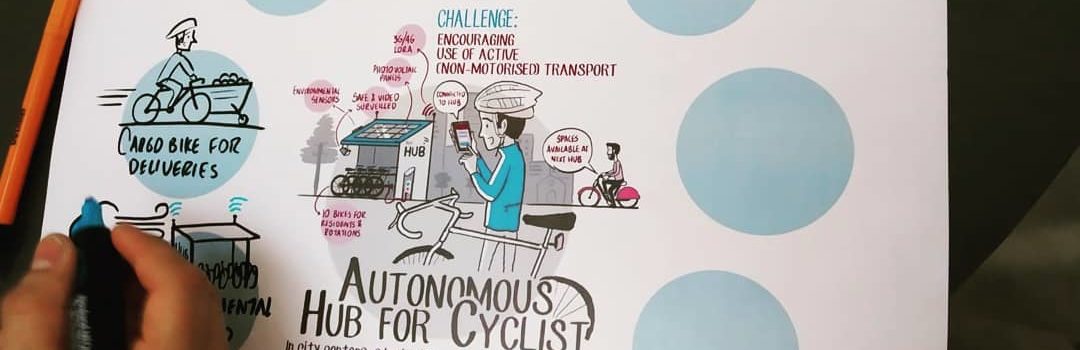 CHALLENGE:
ENCOURAGING
USE OF ACTIVE
(NON-MOTORISED) TRANSPORT
3G/4G
LORA
PHOTOVOLTAIC
PANELS
ENVIRONMENTAL
SENSORS
SAFE & VIDEO
SURVEILLED
CONNECTED
TO HUB
HUB
SPACES
AVAILABLE AT
NEXT HUB
10 BIKES FOR
RESIDENTS &
ROTATIONS
CARGO BIKE FOR
DELIVERIES
AUTONOMOUS
HUB FOR CYCLIST
In city